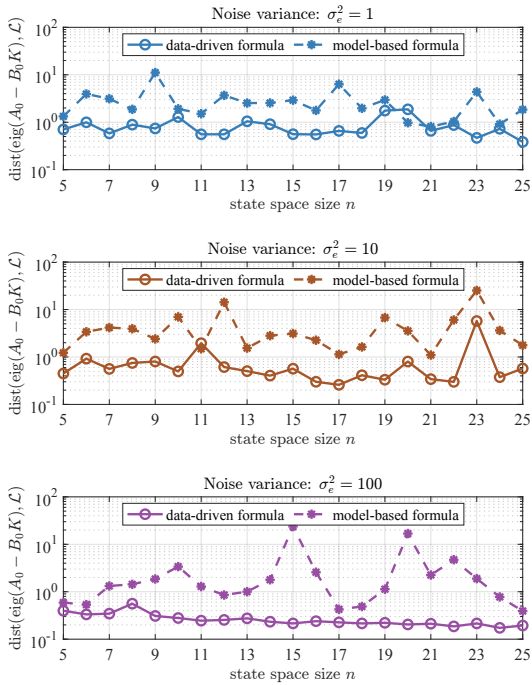 Noise variance: σ_e^2 = 1
data-driven formula
model-based formula
dist(eig(A_0 − B_0K), ℒ)
10^2
10^1
10^0
10^-1
5 7 9 11 13 15 17 19 21 23 25
state space size n
Noise variance: σ_e^2 = 10
data-driven formula
model-based formula
dist(eig(A_0 − B_0K), ℒ)
10^2
10^1
10^0
10^-1
5 7 9 11 13 15 17 19 21 23 25
state space size n
Noise variance: σ_e^2 = 100
data-driven formula
model-based formula
dist(eig(A_0 − B_0K), ℒ)
10^2
10^1
10^0
10^-1
5 7 9 11 13 15 17 19 21 23 25
state space size n